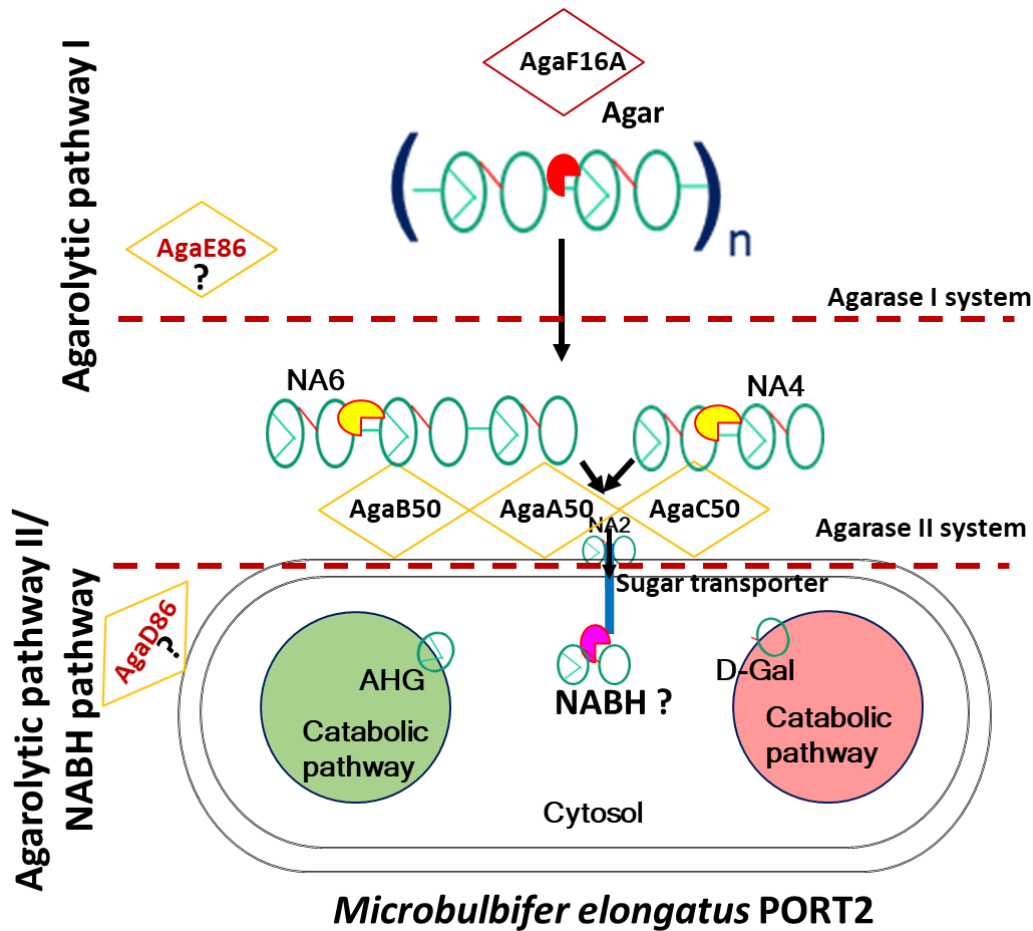 Agarolytic pathway I
AgaF16A
Agar
( )n
AgaE86
?
Agarase I system
NA6
NA4
AgaB50
AgaA50
AgaC50
NA2
Agarase II system
Sugar transporter
Agarolytic pathway II/
NABH pathway
AgaD86
?
AHG
Catabolic
pathway
NABH ?
D-Gal
Catabolic
pathway
Cytosol
Microbulbifer elongatus PORT2